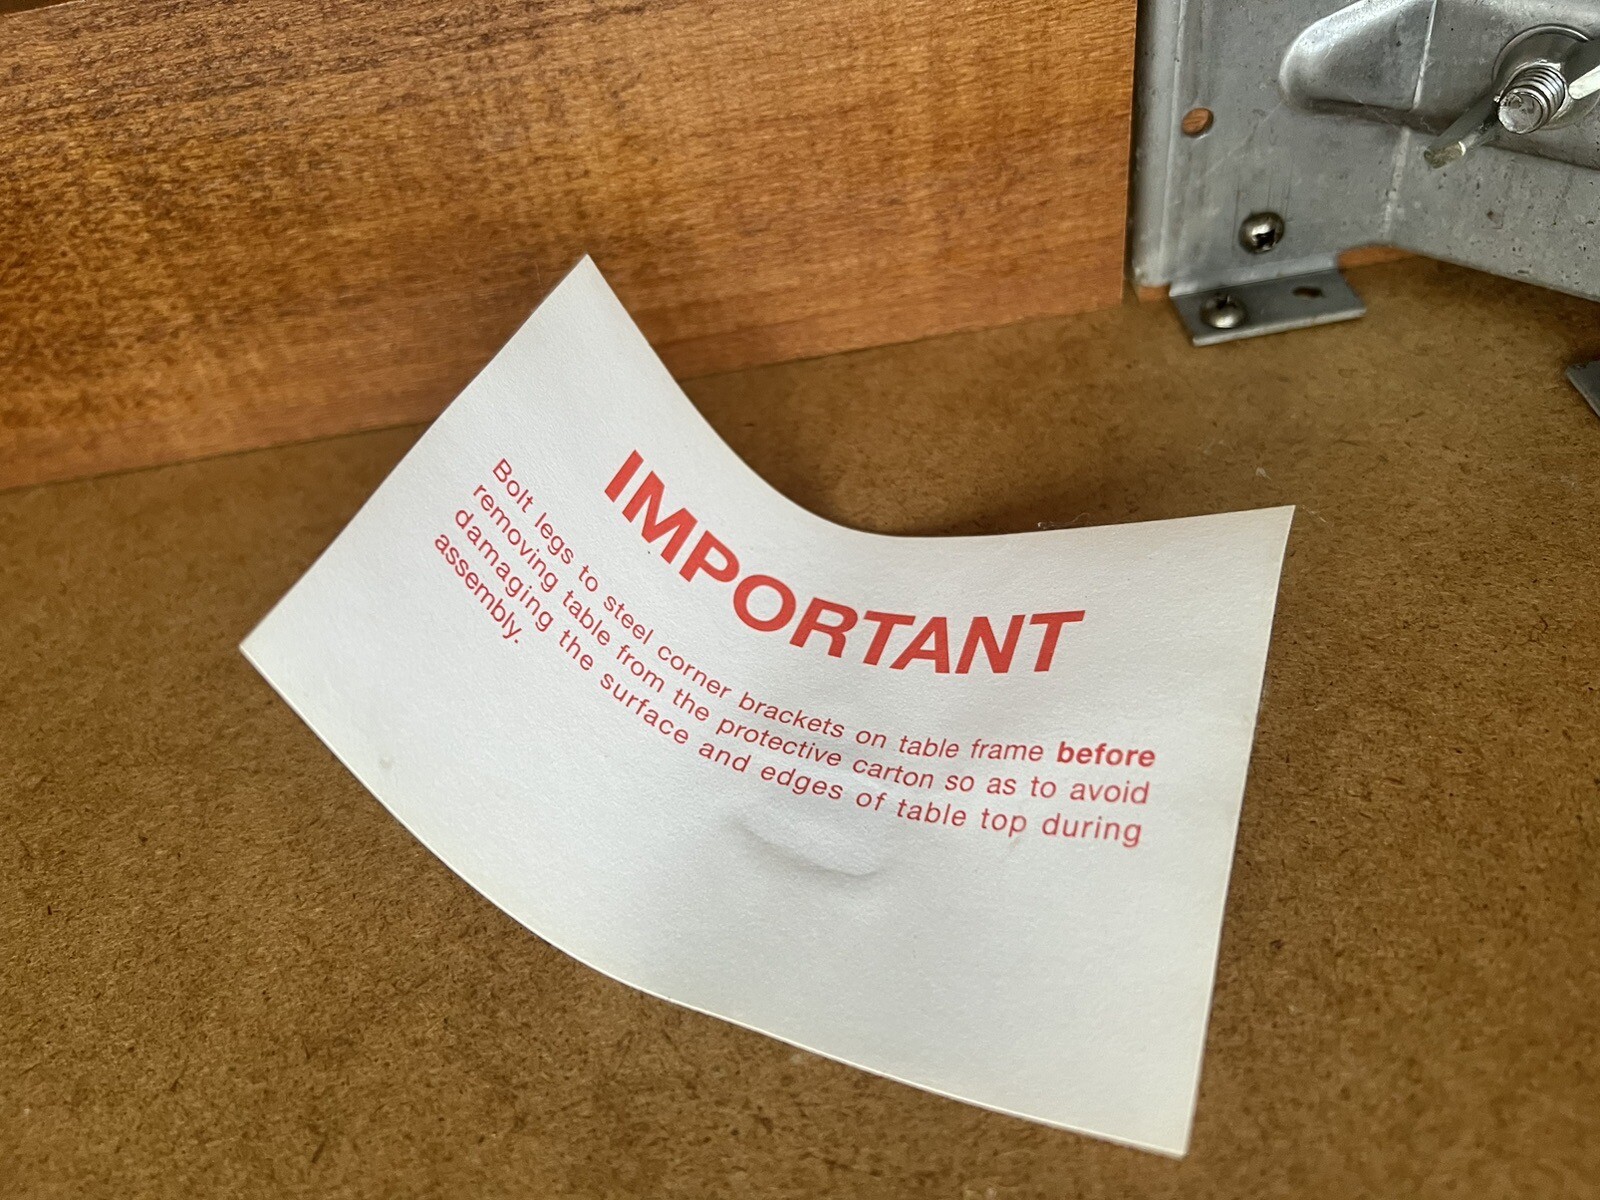 IMPORTANT
Bolt legs to steel corner brackets on table frame before
removing table from the protective carton so as to avoid
damaging the surface and edges of table top during
assembly.